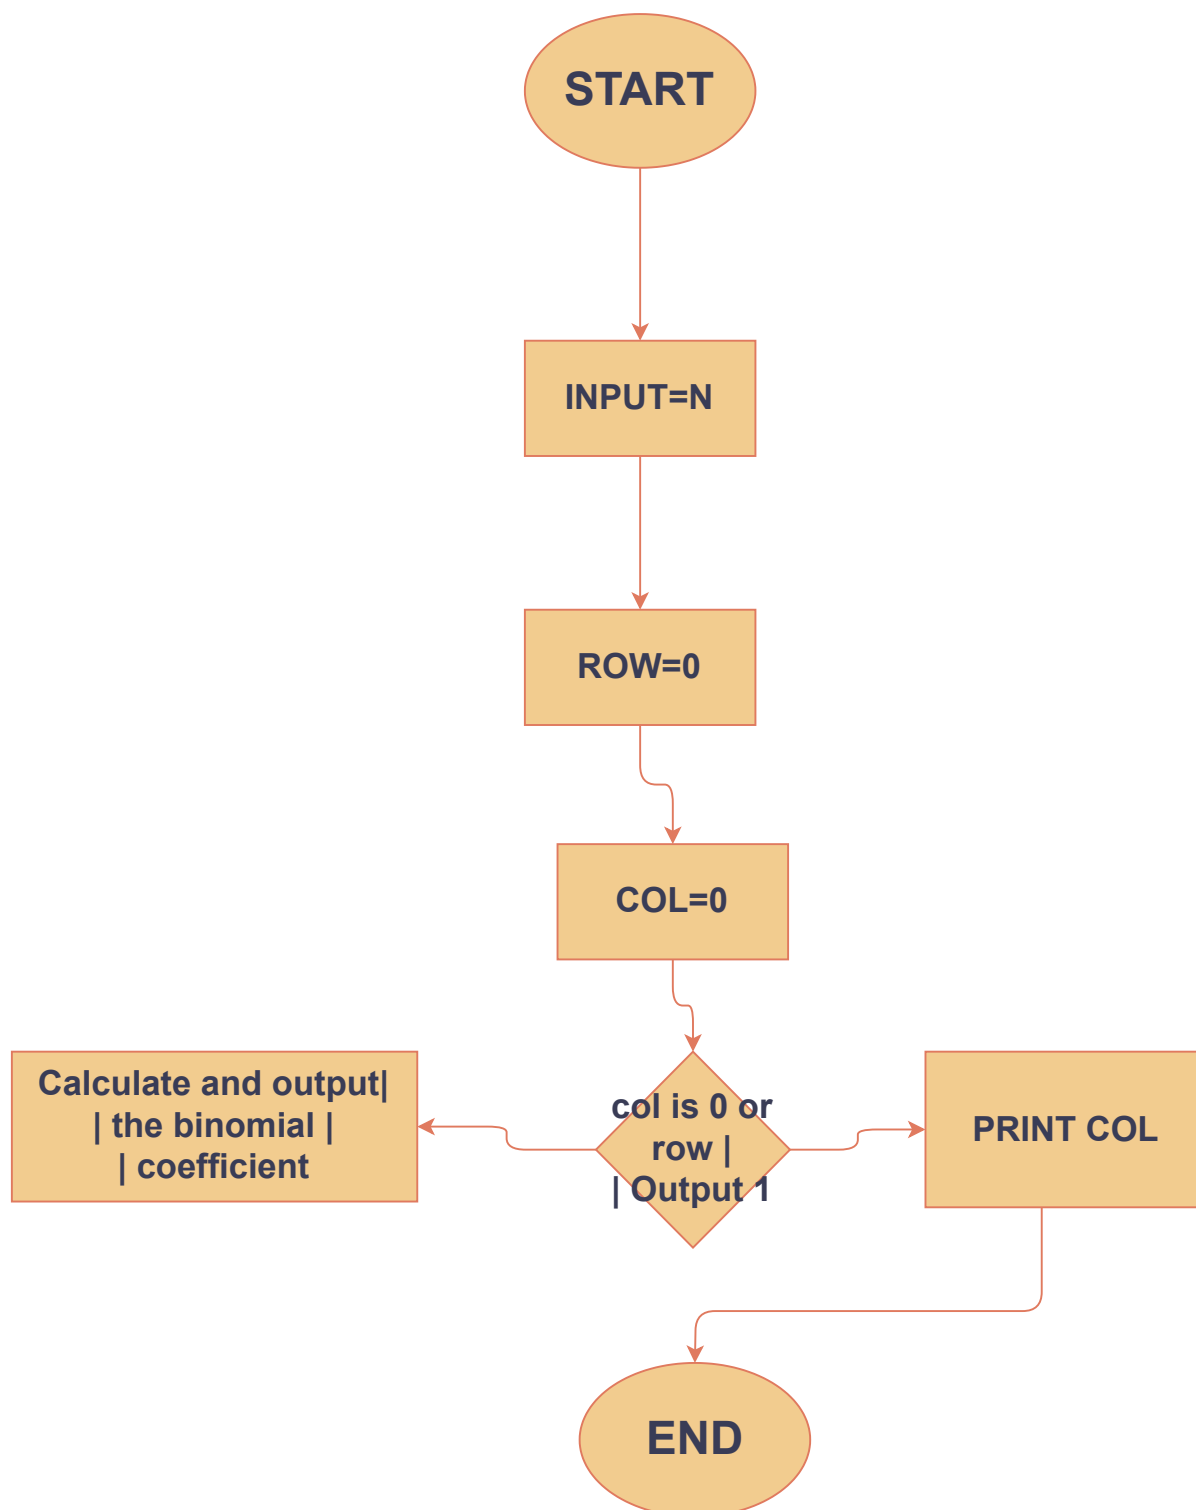 START
INPUT=N
ROW=0
COL=0
Calculate and output|
| the binomial |
| coefficient
col is 0 or
row |
| Output 1
PRINT COL
END